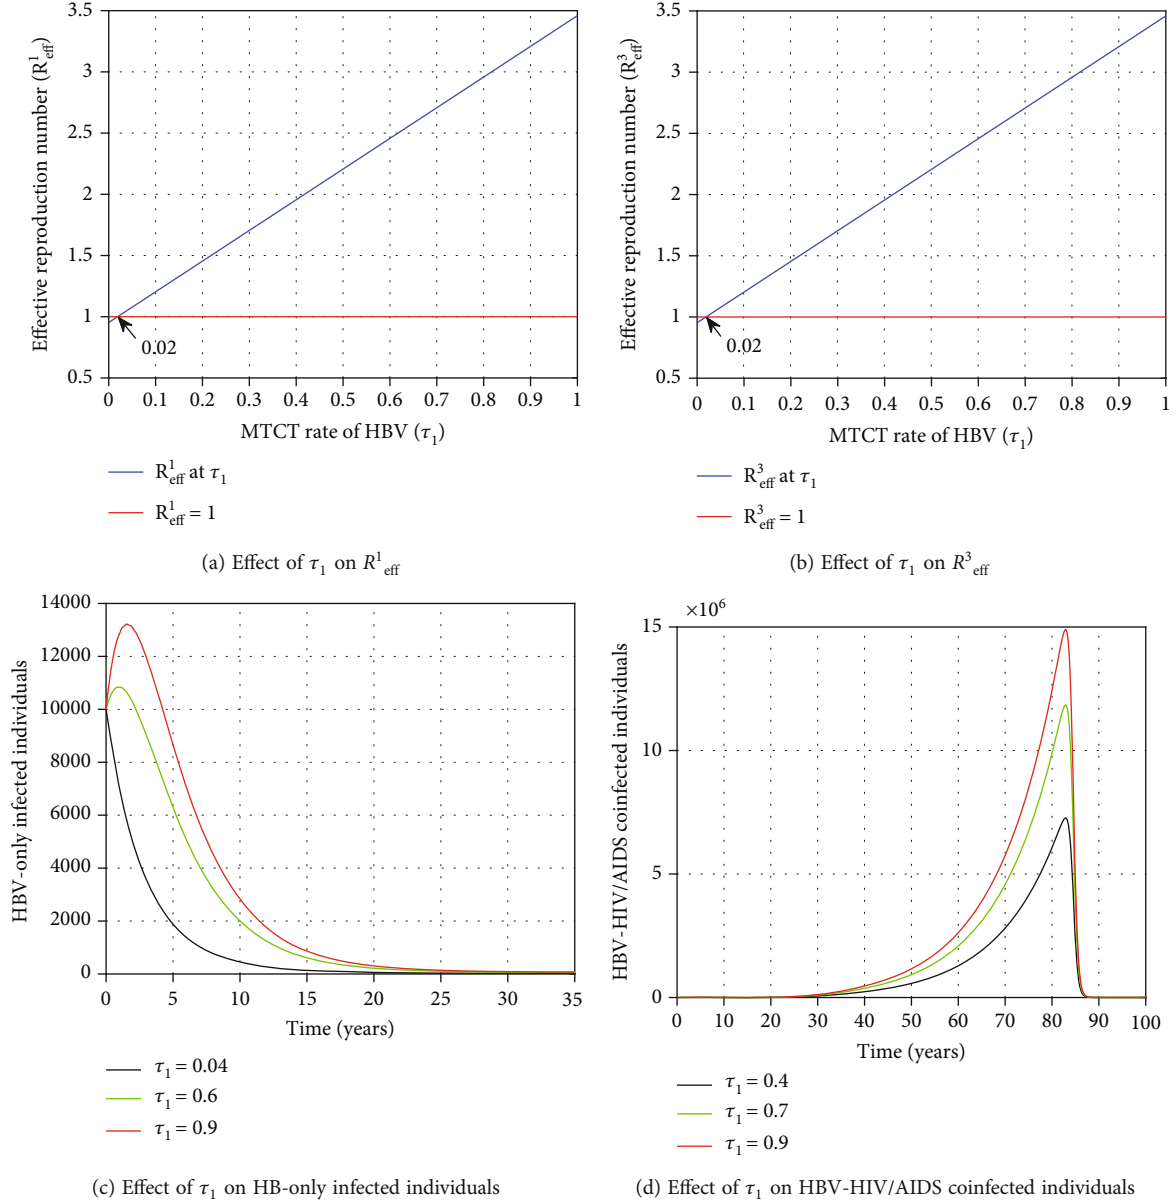 3.5
3
2.5
2
1.5
1
0.5
Effective reproduction number (R¹eff)
0.02
0 0.1 0.2 0.3 0.4 0.5 0.6 0.7 0.8 0.9 1
MTCT rate of HBV (τ₁)
R¹eff at τ₁
R¹eff = 1
(a) Effect of τ₁ on R¹eff
3.5
3
2.5
2
1.5
1
0.5
Effective reproduction number (R³eff)
0.02
0 0.1 0.2 0.3 0.4 0.5 0.6 0.7 0.8 0.9 1
MTCT rate of HBV (τ₁)
R³eff at τ₁
R³eff = 1
(b) Effect of τ₁ on R³eff
14000
12000
10000
8000
6000
4000
2000
0
HBV-only infected individuals
0 5 10 15 20 25 30 35
Time (years)
τ₁ = 0.04
τ₁ = 0.6
τ₁ = 0.9
(c) Effect of τ₁ on HB-only infected individuals
×10⁶
15
10
5
0
HBV-HIV/AIDS coinfected individuals
0 10 20 30 40 50 60 70 80 90 100
Time (years)
τ₁ = 0.4
τ₁ = 0.7
τ₁ = 0.9
(d) Effect of τ₁ on HBV-HIV/AIDS coinfected individuals